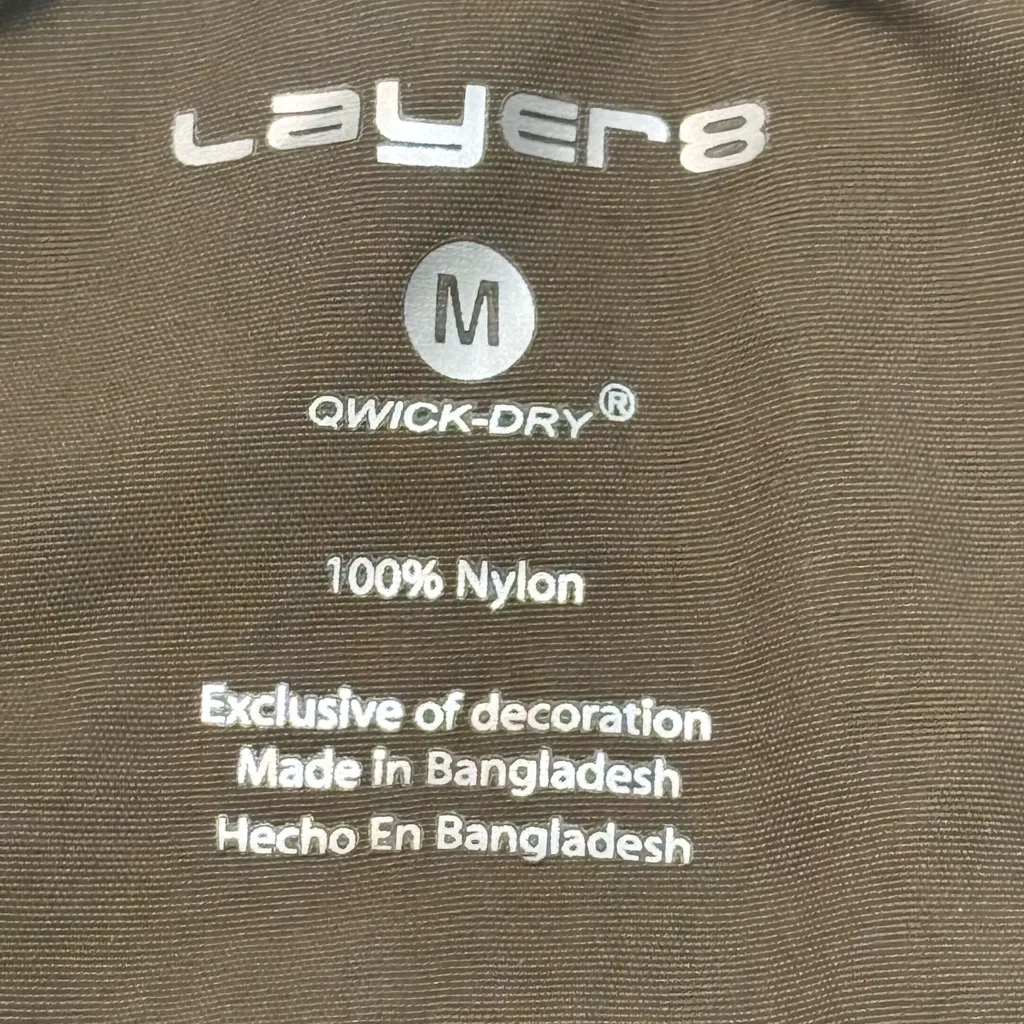 Layer8
M
QWICK-DRY®
100% Nylon
Exclusive of decoration
Made in Bangladesh
Hecho En Bangladesh